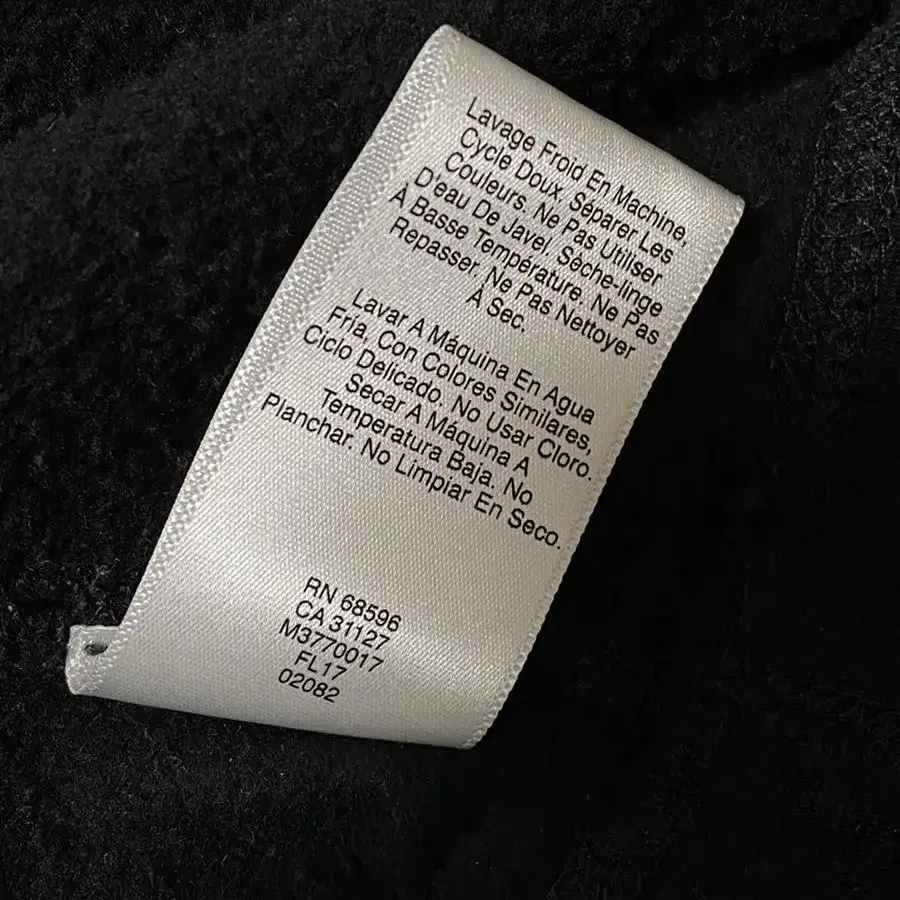 Lavage Froid En Machine,
Cycle Doux, Séparer Les
Couleurs. Ne Pas Utiliser
D'eau De Javel, Sèche-linge
À Basse Température, Ne Pas
Repasser. Ne Pas Nettoyer
À Sec.
Lavar A Máquina En Agua
Fría, Con Colores Similares,
Ciclo Delicado, No Usar Cloro.
Secar A Máquina A
Temperatura Baja. No
Planchar. No Limpiar En Seco.
RN 68596
CA 31127
M3770017
FL17
02082